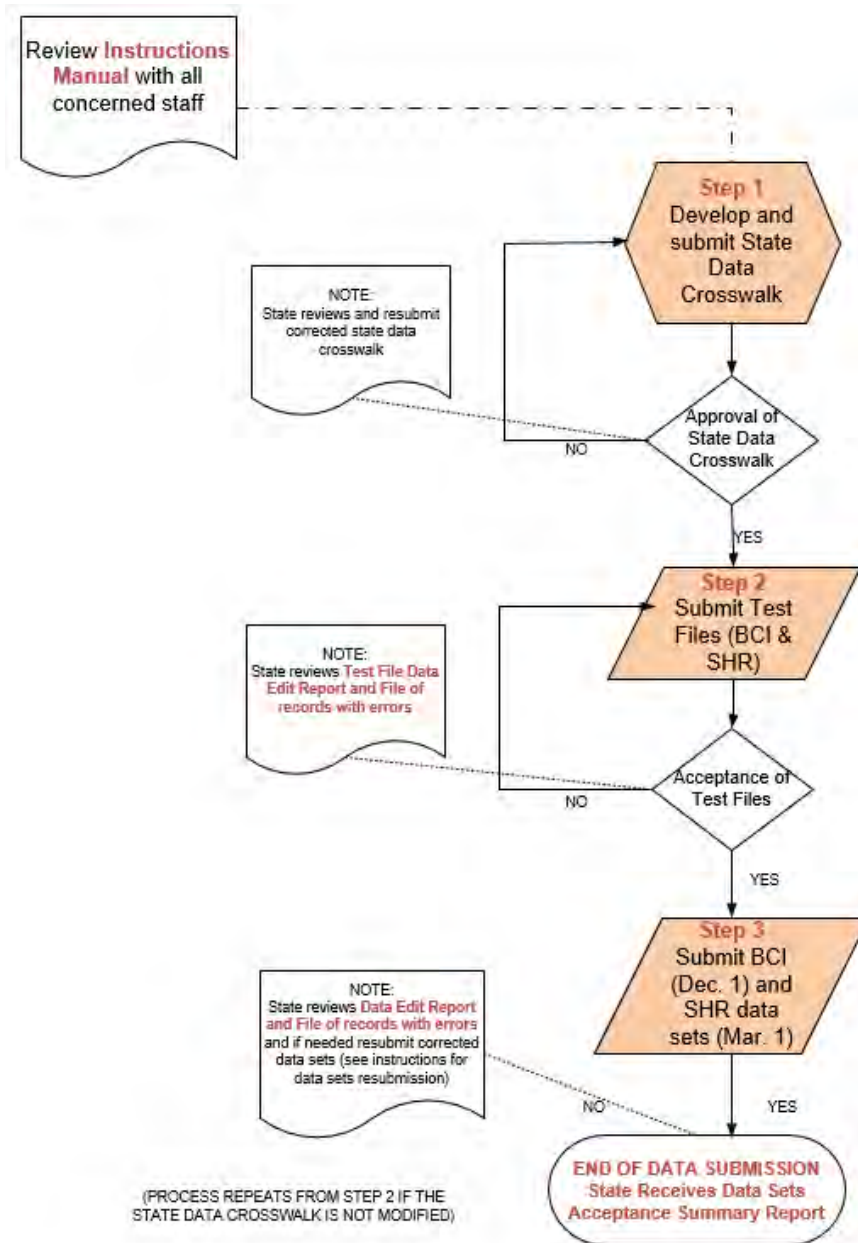 Review Instructions
Manual with all
concerned staff
Step 1
Develop and
submit State
Data
Crosswalk
NOTE:
State reviews and resubmit
corrected state data
crosswalk
Approval of
State Data
Crosswalk
NO
YES
Step 2
Submit Test
Files (BCI &
SHR)
NOTE:
State reviews Test File Data
Edit Report and File of
records with errors
Acceptance of
Test Files
NO
YES
Step 3
Submit BCI
(Dec. 1) and
SHR data
sets (Mar. 1)
NOTE:
State reviews Data Edit Report
and File of records with errors
and if needed resubmit corrected
data sets (see instructions for
data sets resubmission)
NO
YES
END OF DATA SUBMISSION
State Receives Data Sets
Acceptance Summary Report
(PROCESS REPEATS FROM STEP 2 IF THE
STATE DATA CROSSWALK IS NOT MODIFIED)